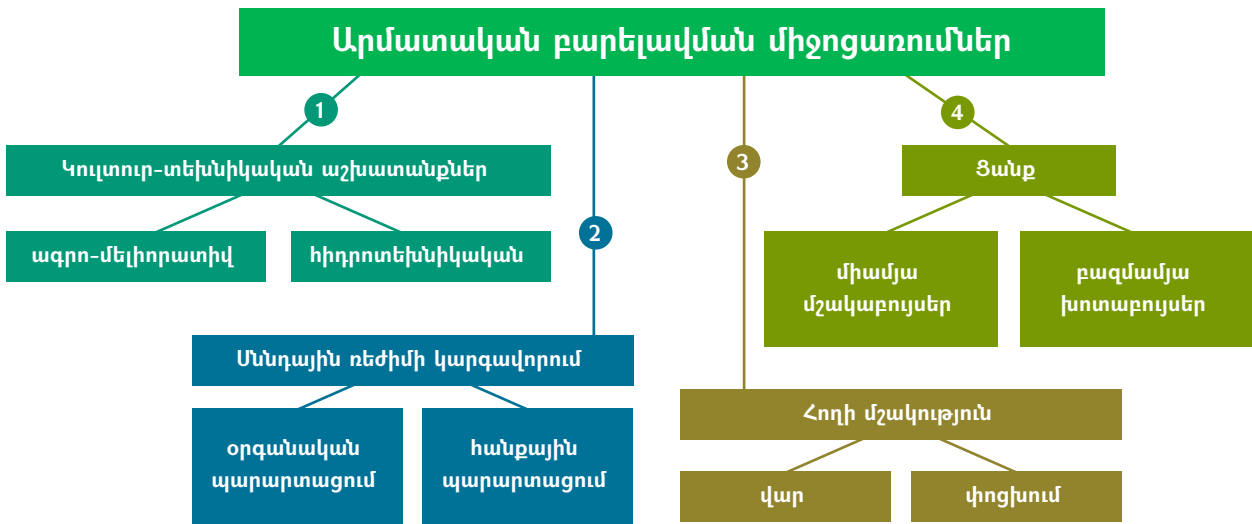 Արմատական բարելավման միջոցառումներ
1
Կուլտուր-տեխնիկական աշխատանքներ
ագրո-մելիորատիվ
հիդրոտեխնիկական
2
Սննդային ռեժիմի կարգավորում
օրգանական
պարարտացում
հանքային
պարարտացում
3
Հողի մշակություն
վար
փոցխում
4
Ցանք
միամյա
մշակաբույսեր
բազմամյա
խոտաբույսեր